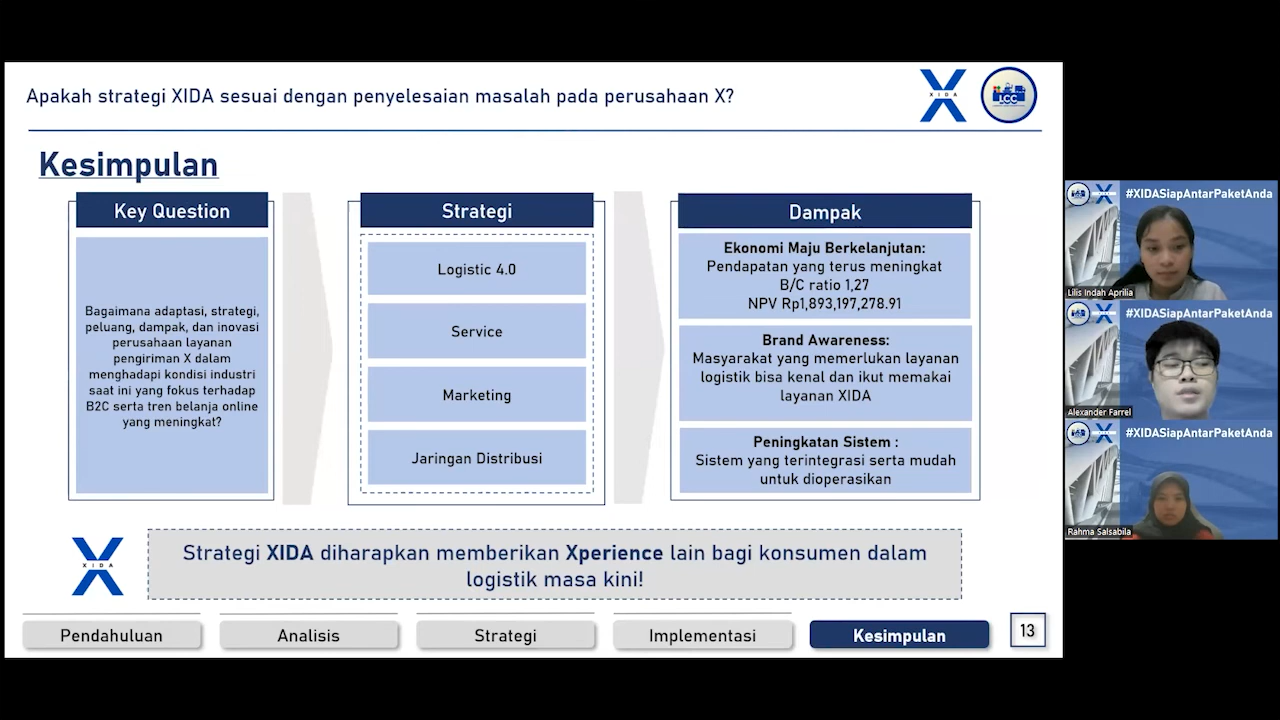 Apakah strategi XIDA sesuai dengan penyelesaian masalah pada perusahaan X?
XIDA
LCC
Kesimpulan
Key Question
Bagaimana adaptasi, strategi,
peluang, dampak, dan inovasi
perusahaan layanan
pengiriman X dalam
menghadapi kondisi industri
saat ini yang fokus terhadap
B2C serta tren belanja online
yang meningkat?
Strategi
Logistic 4.0
Service
Marketing
Jaringan Distribusi
Dampak
Ekonomi Maju Berkelanjutan:
Pendapatan yang terus meningkat
B/C ratio 1,27
NPV Rp1,893,197,278.91
Brand Awareness:
Masyarakat yang memerlukan layanan
logistik bisa kenal dan ikut memakai
layanan XIDA
Peningkatan Sistem :
Sistem yang terintegrasi serta mudah
untuk dioperasikan
XIDA
Strategi XIDA diharapkan memberikan Xperience lain bagi konsumen dalam
logistik masa kini!
Pendahuluan
Analisis
Strategi
Implementasi
Kesimpulan
13
#XIDASiapAntarPaketAnda
Lilis Indah Aprilia
#XIDASiapAntarPaketAnda
Alexander Farrel
#XIDASiapAntarPaketAnda
Rahma Salsabila